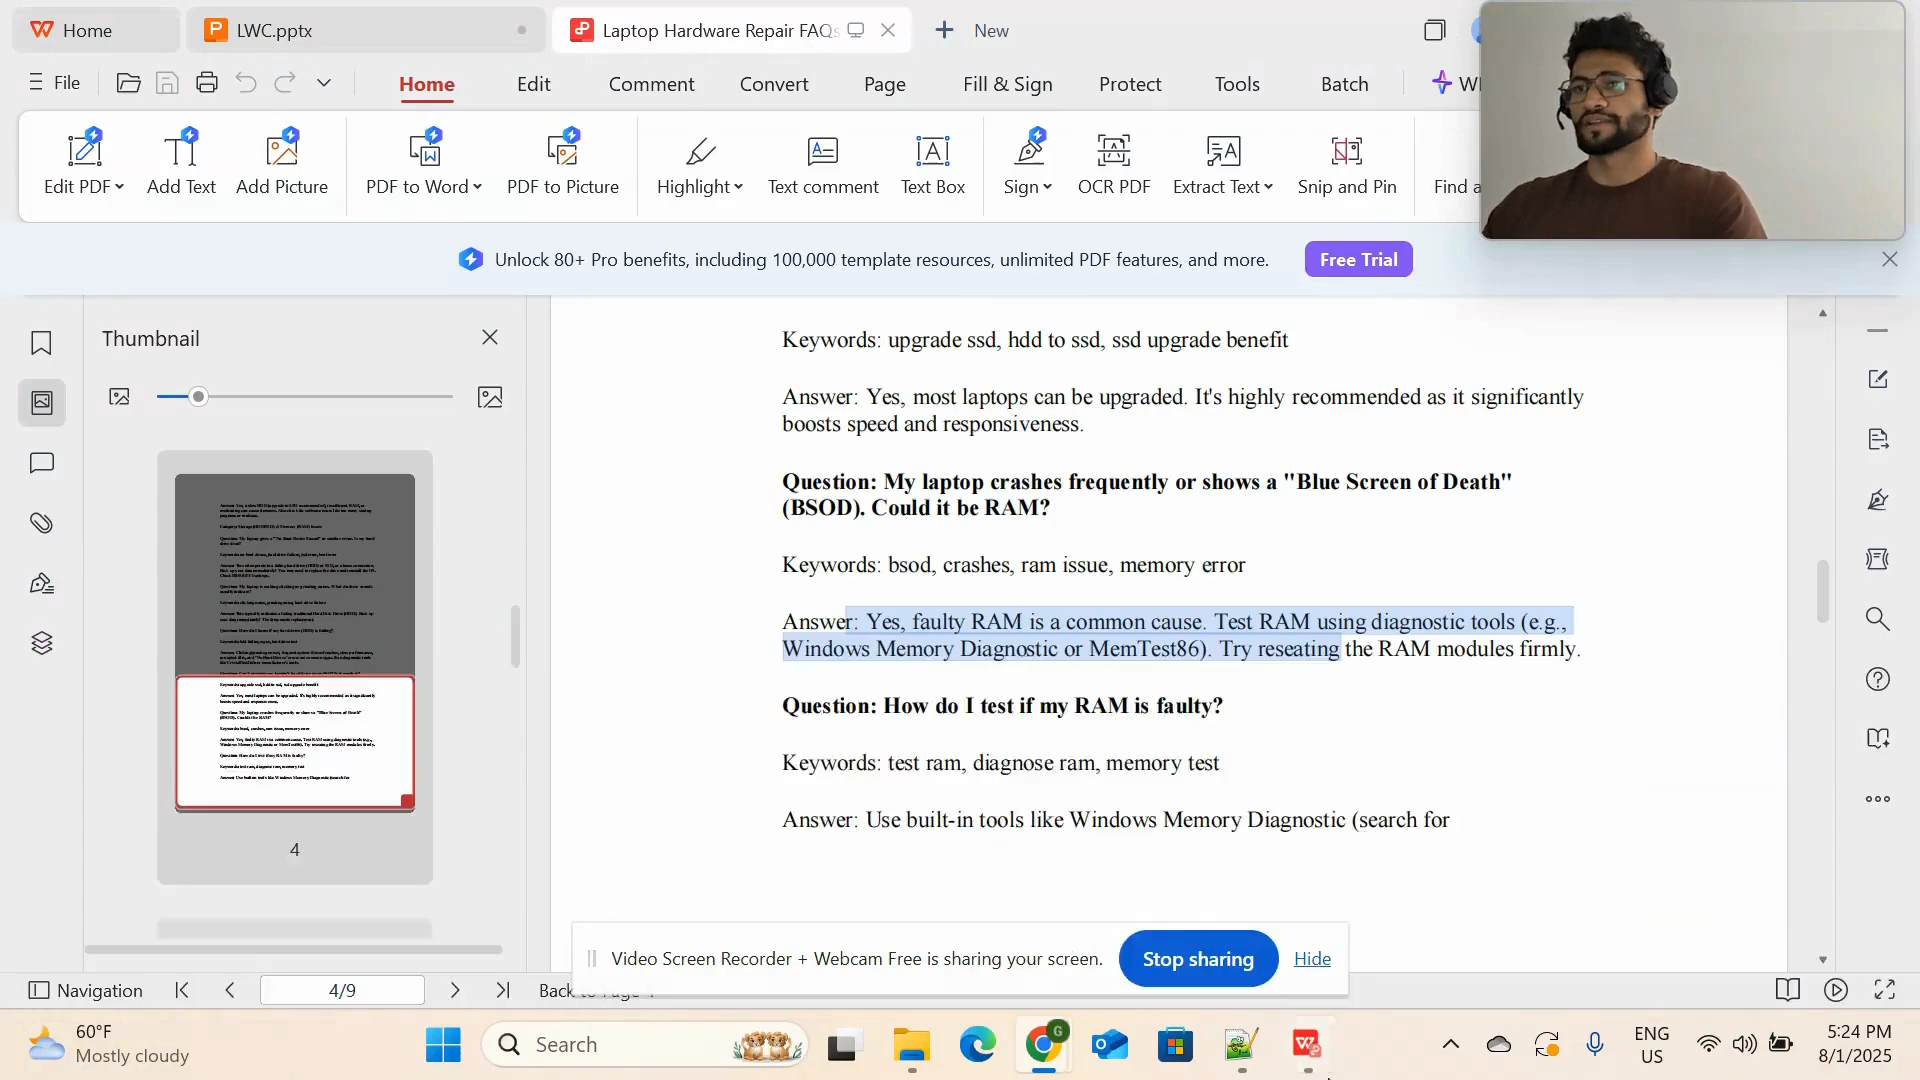 Home
LWC.pptx
Laptop Hardware Repair FAQs
New
File
Home
Edit
Comment
Convert
Page
Fill & Sign
Protect
Tools
Batch
Edit PDF
Add Text
Add Picture
PDF to Word
PDF to Picture
Highlight
Text comment
Text Box
Sign
OCR PDF
Extract Text
Snip and Pin
Find a
Unlock 80+ Pro benefits, including 100,000 template resources, unlimited PDF features, and more.
Free Trial
Thumbnail
4
Keywords: upgrade ssd, hdd to ssd, ssd upgrade benefit
Answer: Yes, most laptops can be upgraded. It's highly recommended as it significantly
boosts speed and responsiveness.
Question: My laptop crashes frequently or shows a "Blue Screen of Death"
(BSOD). Could it be RAM?
Keywords: bsod, crashes, ram issue, memory error
Answer: Yes, faulty RAM is a common cause. Test RAM using diagnostic tools (e.g.,
Windows Memory Diagnostic or MemTest86). Try reseating the RAM modules firmly.
Question: How do I test if my RAM is faulty?
Keywords: test ram, diagnose ram, memory test
Answer: Use built-in tools like Windows Memory Diagnostic (search for
Video Screen Recorder + Webcam Free is sharing your screen.
Stop sharing
Hide
Navigation
4/9
Back to Page
60°F
Mostly cloudy
Search
G
ENG
US
5:24 PM
8/1/2025